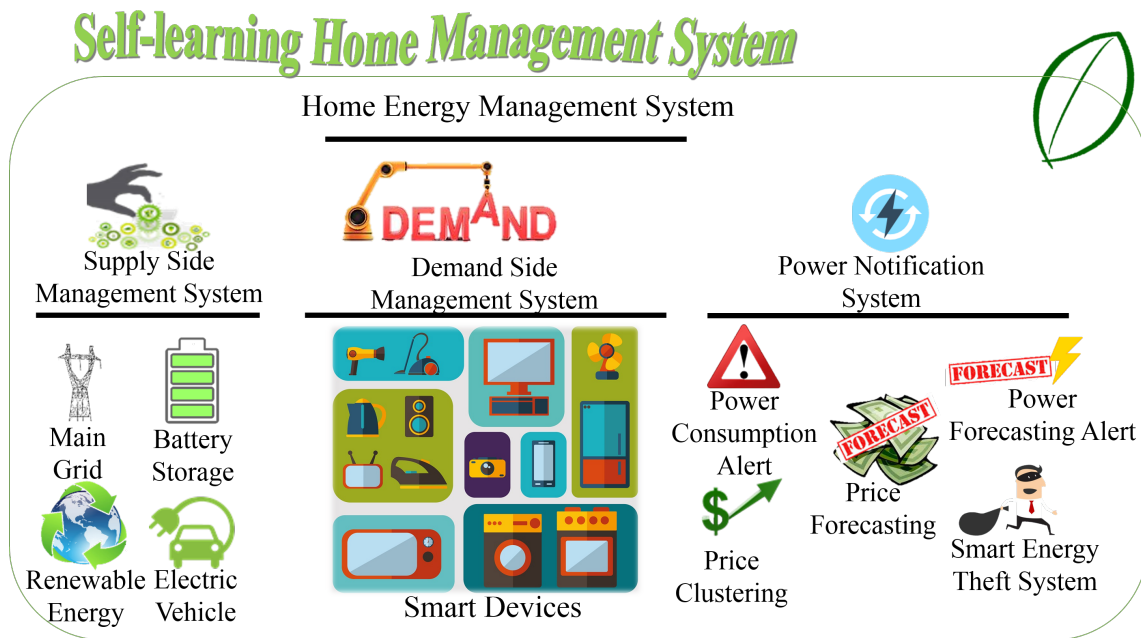 Self-learning Home Management System
Home Energy Management System
DEMAND
Supply Side
Management System
Demand Side
Management System
Power Notification
System
Main
Grid
Battery
Storage
Renewable
Energy
Electric
Vehicle
Smart Devices
Power
Consumption
Alert
FORECAST
Price
Forecasting
FORECAST
Power
Forecasting Alert
$
Price
Clustering
Smart Energy
Theft System